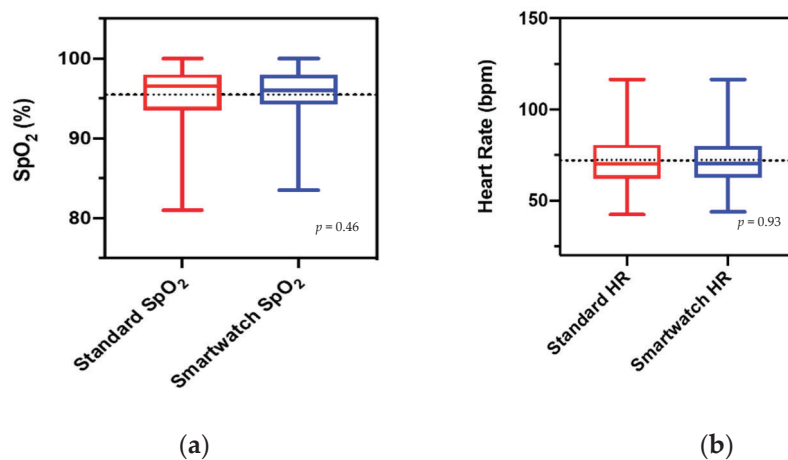 100
90
80
SpO₂ (%)
p = 0.46
Standard SpO₂
Smartwatch SpO₂
(a)
150
100
50
Heart Rate (bpm)
p = 0.93
Standard HR
Smartwatch HR
(b)